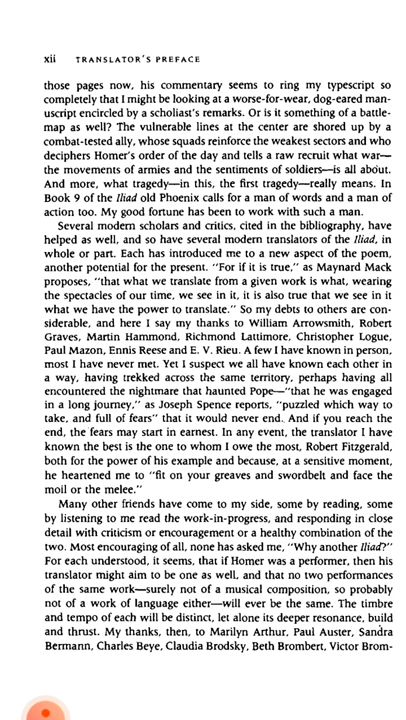 xii TRANSLATOR'S PREFACE
those pages now, his commentary seems to ring my typescript so
completely that I might be looking at a worse-for-wear, dog-eared man-
uscript encircled by a scholiast's remarks. Or is it something of a battle-
map as well? The vulnerable lines at the center are shored up by a
combat-tested ally, whose squads reinforce the weakest sectors and who
deciphers Homer's order of the day and tells a raw recruit what war—
the movements of armies and the sentiments of soldiers—is all about.
And more, what tragedy—in this, the first tragedy—really means. In
Book 9 of the Iliad old Phoenix calls for a man of words and a man of
action too. My good fortune has been to work with such a man.
Several modern scholars and critics, cited in the bibliography, have
helped as well, and so have several modern translators of the Iliad, in
whole or part. Each has introduced me to a new aspect of the poem,
another potential for the present. "For if it is true," as Maynard Mack
proposes, "that what we translate from a given work is what, wearing
the spectacles of our time, we see in it, it is also true that we see in it
what we have the power to translate." So my debts to others are con-
siderable, and here I say my thanks to William Arrowsmith, Robert
Graves, Martin Hammond, Richmond Lattimore, Christopher Logue,
Paul Mazon, Ennis Reese and E. V. Rieu. A few I have known in person,
most I have never met. Yet I suspect we all have known each other in
a way, having trekked across the same territory, perhaps having all
encountered the nightmare that haunted Pope—"that he was engaged
in a long journey," as Joseph Spence reports, "puzzled which way to
take, and full of fears" that it would never end. And if you reach the
end, the fears may start in earnest. In any event, the translator I have
known the best is the one to whom I owe the most, Robert Fitzgerald,
both for the power of his example and because, at a sensitive moment,
he heartened me to "fit on your greaves and swordbelt and face the
moil or the melee."
Many other friends have come to my side, some by reading, some
by listening to me read the work-in-progress, and responding in close
detail with criticism or encouragement or a healthy combination of the
two. Most encouraging of all, none has asked me, "Why another Iliad?"
For each understood, it seems, that if Homer was a performer, then his
translator might aim to be one as well, and that no two performances
of the same work—surely not of a musical composition, so probably
not of a work of language either—will ever be the same. The timbre
and tempo of each will be distinct, let alone its deeper resonance, build
and thrust. My thanks, then, to Marilyn Arthur, Paul Auster, Sandra
Bermann, Charles Beye, Claudia Brodsky, Beth Brombert, Victor Brom-